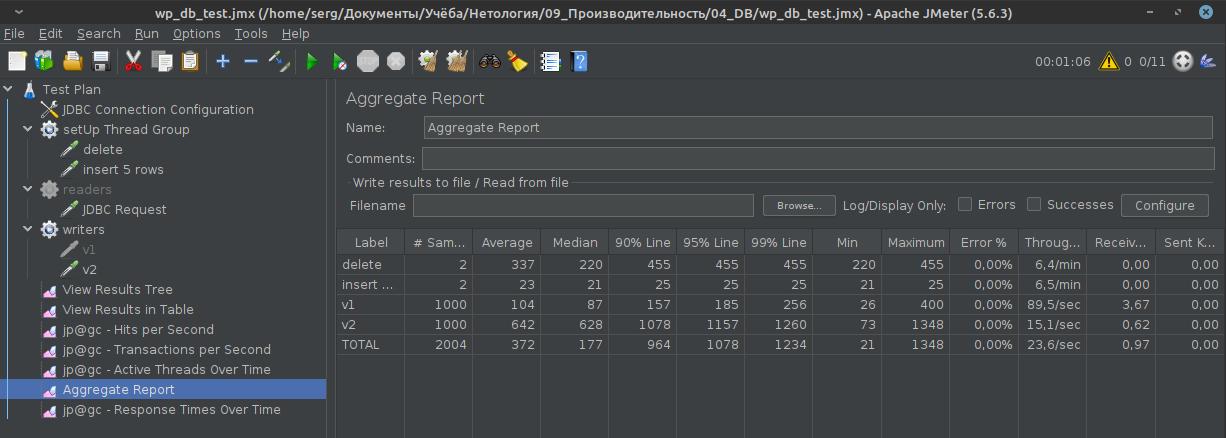 wp_db_test.jmx (/home/serg/Документы/Учёба/Нетология/09_Производительность/04_DB/wp_db_test.jmx) - Apache JMeter (5.6.3)
File Edit Search Run Options Tools Help
STOP 00:01:06 0 0/11
Test Plan
JDBC Connection Configuration
setUp Thread Group
delete
insert 5 rows
readers
JDBC Request
writers
v1
v2
View Results Tree
View Results in Table
jp@gc - Hits per Second
jp@gc - Transactions per Second
jp@gc - Active Threads Over Time
Aggregate Report
jp@gc - Response Times Over Time
Aggregate Report
Name: Aggregate Report
Comments:
Write results to file / Read from file
Filename Browse... Log/Display Only: Errors Successes Configure
Label # Sam... Average Median 90% Line 95% Line 99% Line Min Maximum Error % Throug... Receiv... Sent K...
delete 2 337 220 455 455 455 220 455 0,00% 6,4/min 0,00 0,00
insert ... 2 23 21 25 25 25 21 25 0,00% 6,5/min 0,00 0,00
v1 1000 104 87 157 185 256 26 400 0,00% 89,5/sec 3,67 0,00
v2 1000 642 628 1078 1157 1260 73 1348 0,00% 15,1/sec 0,62 0,00
TOTAL 2004 372 177 964 1078 1234 21 1348 0,00% 23,6/sec 0,97 0,00